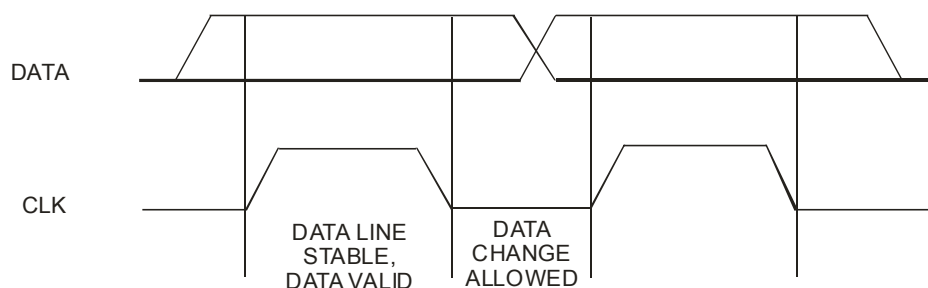 DATA
CLK
DATA LINE
STABLE,
DATA VALID
DATA
CHANGE
ALLOWED